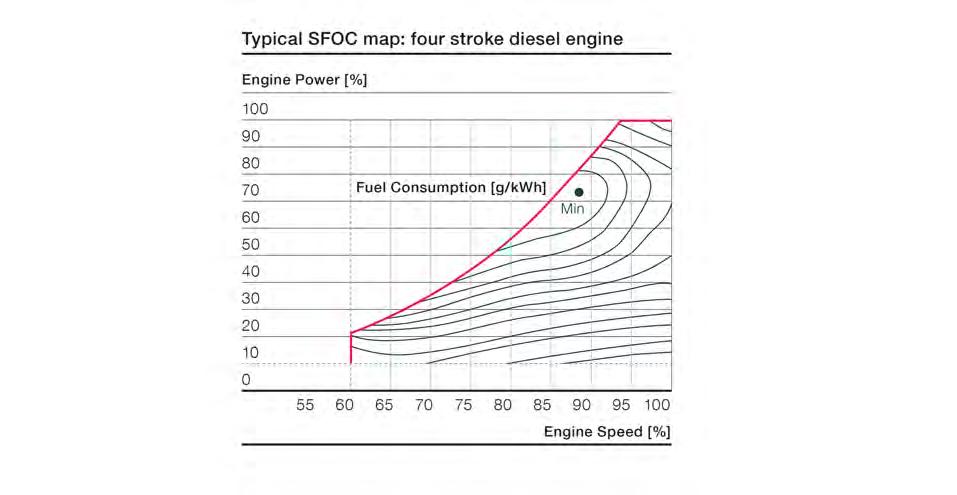 Typical SFOC map: four stroke diesel engine
Engine Power [%]
100
90
80
Fuel Consumption [g/kWh]
70
Min
60
50
40
30
20
10
0
55 60 65 70 75 80 85 90 95 100
Engine Speed [%]